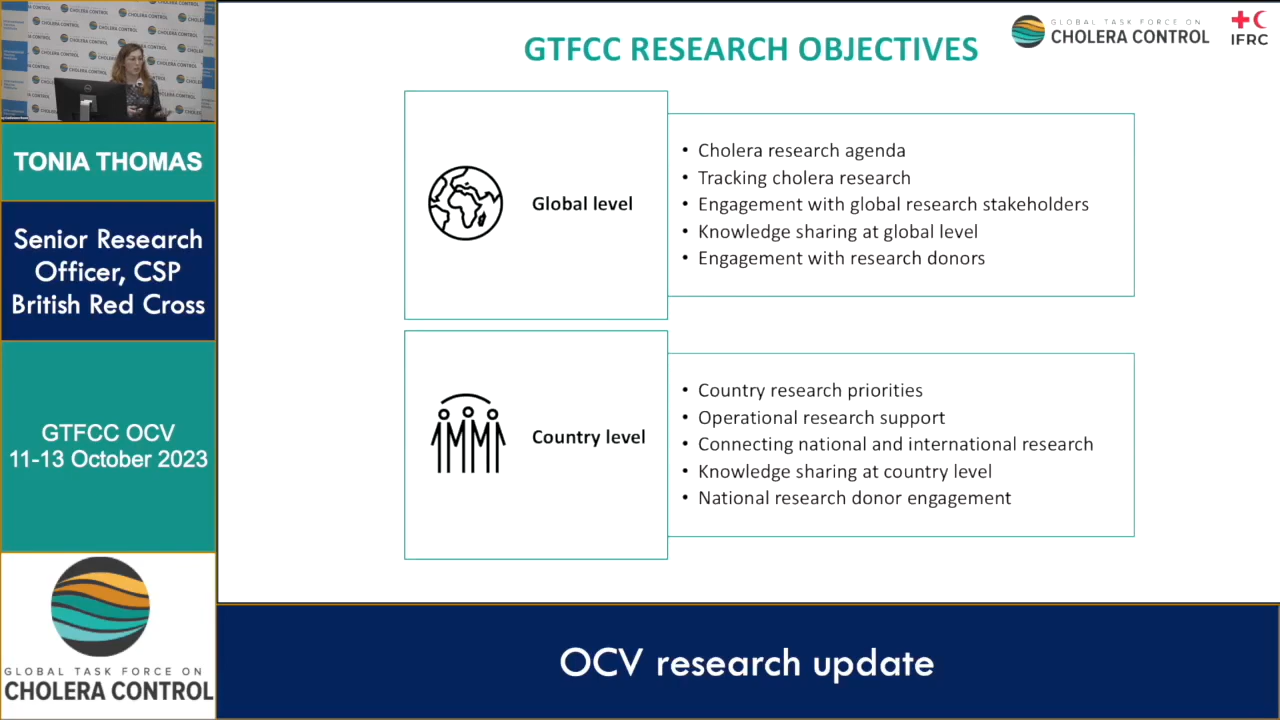 GTFCC RESEARCH OBJECTIVES
GLOBAL TASK FORCE ON
CHOLERA CONTROL
IFRC
Global level
• Cholera research agenda
• Tracking cholera research
• Engagement with global research stakeholders
• Knowledge sharing at global level
• Engagement with research donors
Country level
• Country research priorities
• Operational research support
• Connecting national and international research
• Knowledge sharing at country level
• National research donor engagement
TONIA THOMAS
Senior Research
Officer, CSP
British Red Cross
GTFCC OCV
11-13 October 2023
GLOBAL TASK FORCE ON
CHOLERA CONTROL
OCV research update